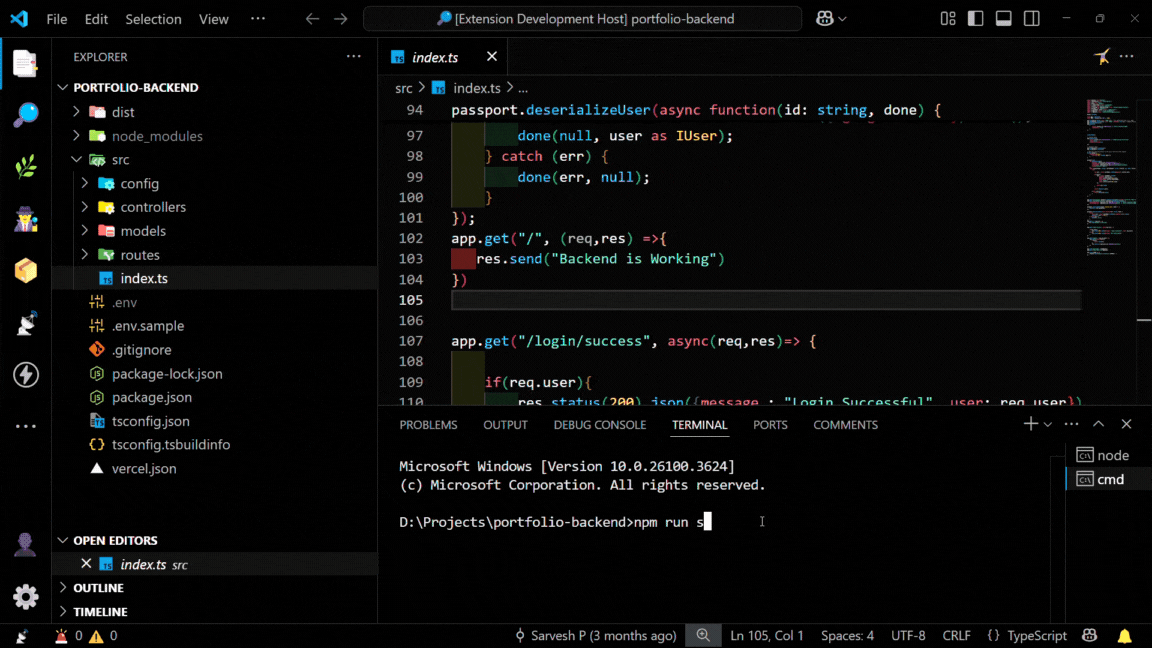 File Edit Selection View ··· [Extension Development Host] portfolio-backend
EXPLORER ···
PORTFOLIO-BACKEND
dist
node_modules
src
config
controllers
models
routes
TS index.ts
.env
.env.sample
.gitignore
package-lock.json
package.json
tsconfig.json
tsconfig.tsbuildinfo
vercel.json
OPEN EDITORS
TS index.ts src
OUTLINE
TIMELINE
TS index.ts
src > TS index.ts > ...
94 passport.deserializeUser(async function(id: string, done) {
97 done(null, user as IUser);
98 } catch (err) {
99 done(err, null);
100 }
101 });
102 app.get("/", (req,res) =>{
103 res.send("Backend is Working")
104 })
105
106
107 app.get("/login/success", async(req,res)=> {
108
109 if(req.user){
110 res.status(200).json({message : "Login Successful", user: req.user})
PROBLEMS OUTPUT DEBUG CONSOLE TERMINAL PORTS COMMENTS
Microsoft Windows [Version 10.0.26100.3624]
(c) Microsoft Corporation. All rights reserved.
D:\Projects\portfolio-backend>npm run s
node
cmd
0 0 Sarvesh P (3 months ago) Ln 105, Col 1 Spaces: 4 UTF-8 CRLF {} TypeScript